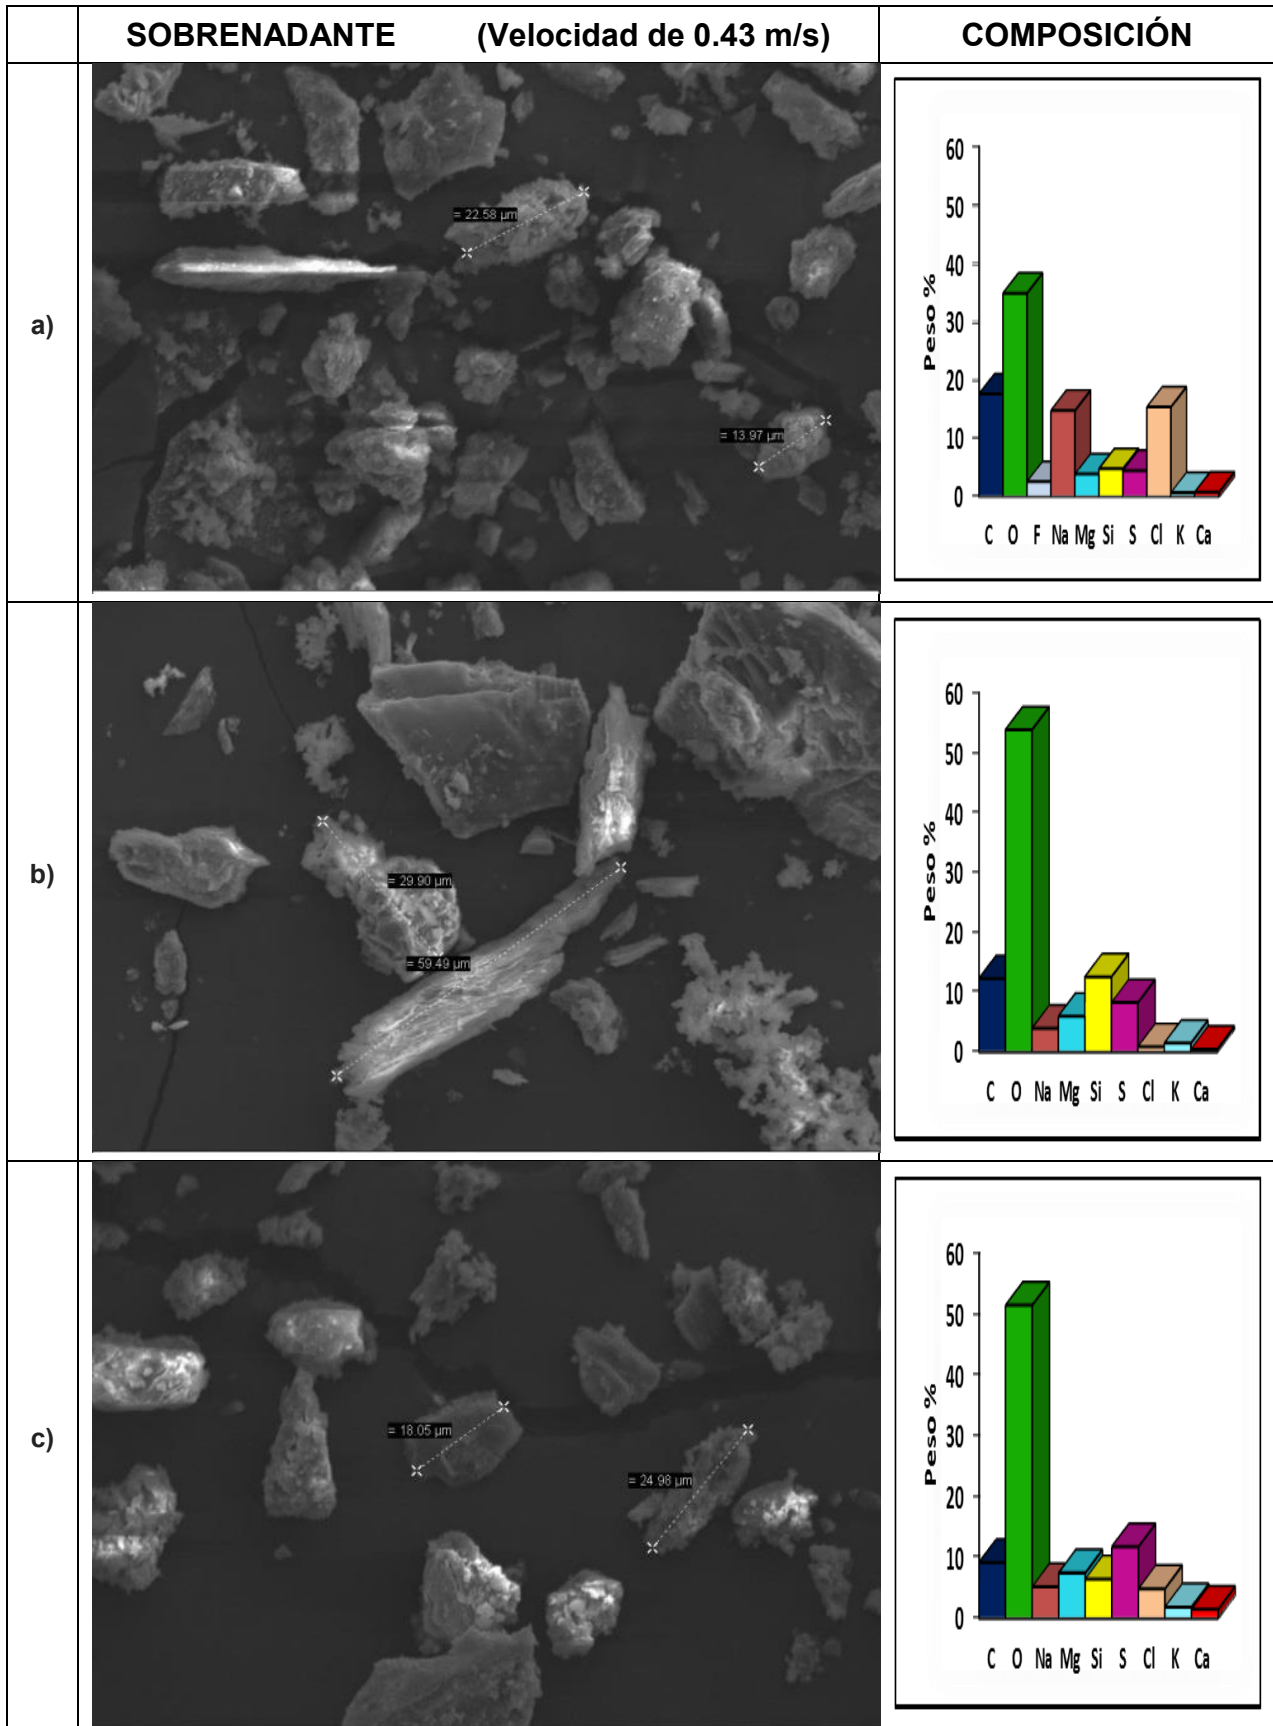 SOBRENADANTE (Velocidad de 0.43 m/s)
COMPOSICIÓN
a)
= 22.58 µm
= 13.97 µm
Peso %
60
50
40
30
20
10
0
C O F Na Mg Si S Cl K Ca
b)
= 29.90 µm
= 59.49 µm
Peso %
60
50
40
30
20
10
0
C O Na Mg Si S Cl K Ca
c)
= 18.05 µm
= 24.98 µm
Peso %
60
50
40
30
20
10
0
C O Na Mg Si S Cl K Ca